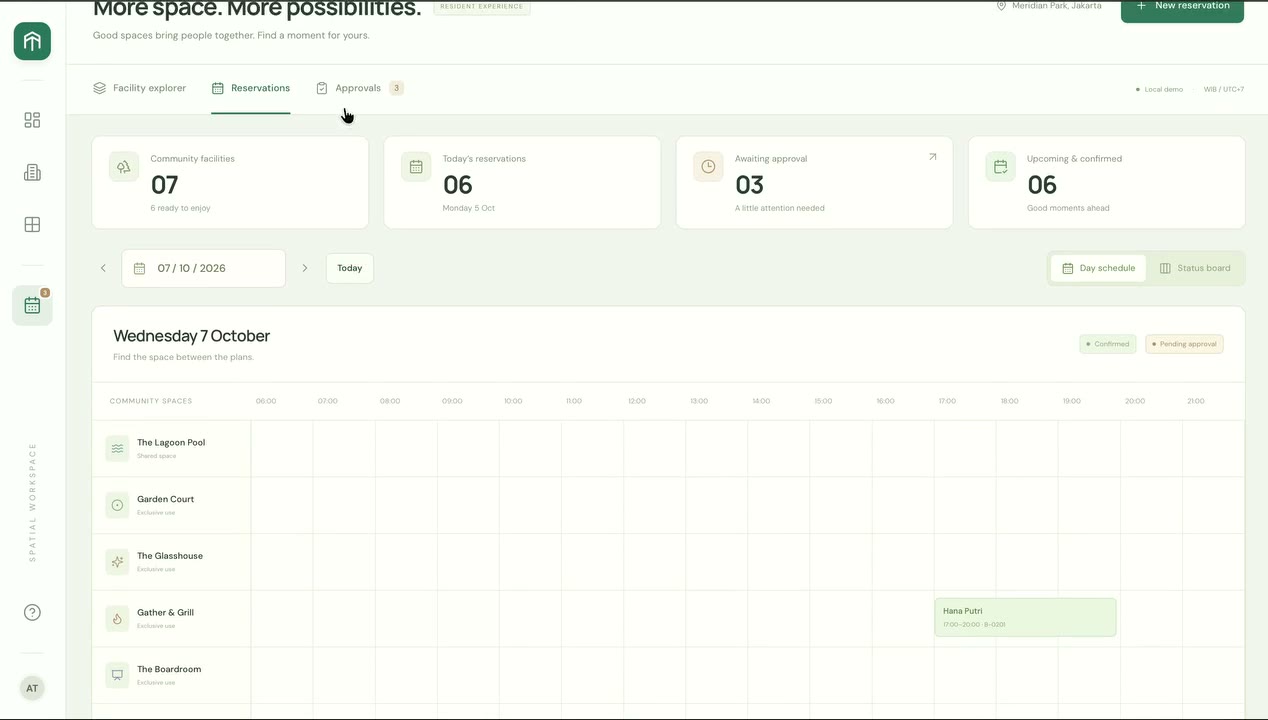 More space. More possibilities.
RESIDENT EXPERIENCE
Meridian Park, Jakarta
New reservation
Good spaces bring people together. Find a moment for yours.
Facility explorer
Reservations
Approvals
3
Local demo
WIB / UTC+7
Community facilities
07
6 ready to enjoy
Today's reservations
06
Monday 5 Oct
Awaiting approval
03
A little attention needed
Upcoming & confirmed
06
Good moments ahead
07 / 10 / 2026
Today
Day schedule
Status board
3
Wednesday 7 October
Find the space between the plans.
Confirmed
Pending approval
COMMUNITY SPACES
06:00
07:00
08:00
09:00
10:00
11:00
12:00
13:00
14:00
15:00
16:00
17:00
18:00
19:00
20:00
21:00
The Lagoon Pool
Shared space
Garden Court
Exclusive use
The Glasshouse
Exclusive use
Gather & Grill
Exclusive use
Hana Putri
17:00–20:00 · B-0201
The Boardroom
Exclusive use
SPATIAL WORKSPACE
AT